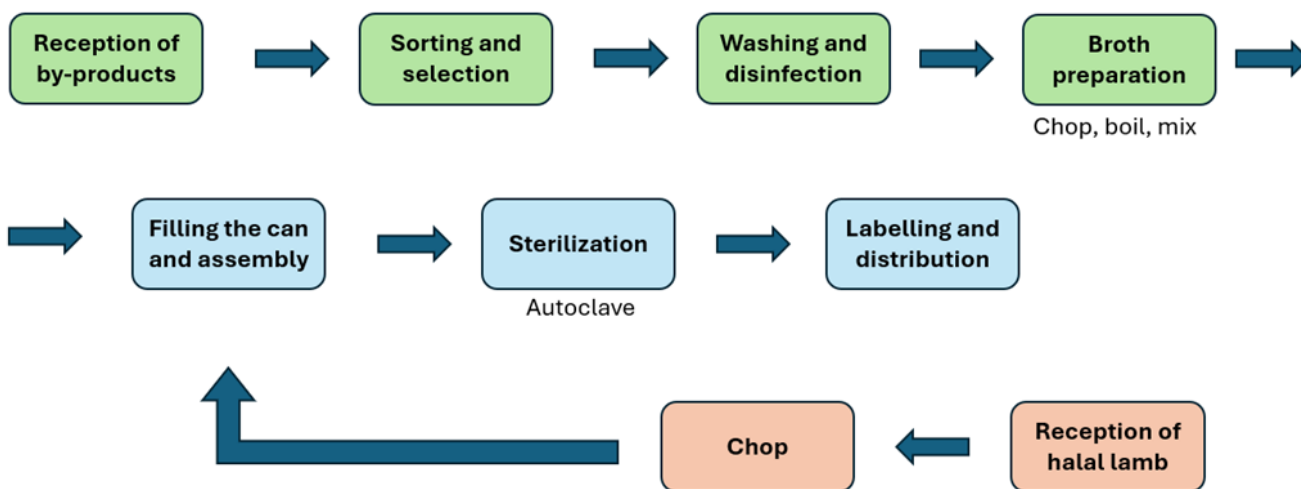 Reception of
by-products
Sorting and
selection
Washing and
disinfection
Broth
preparation
Chop, boil, mix
Filling the can
and assembly
Sterilization
Autoclave
Labelling and
distribution
Chop
Reception of
halal lamb